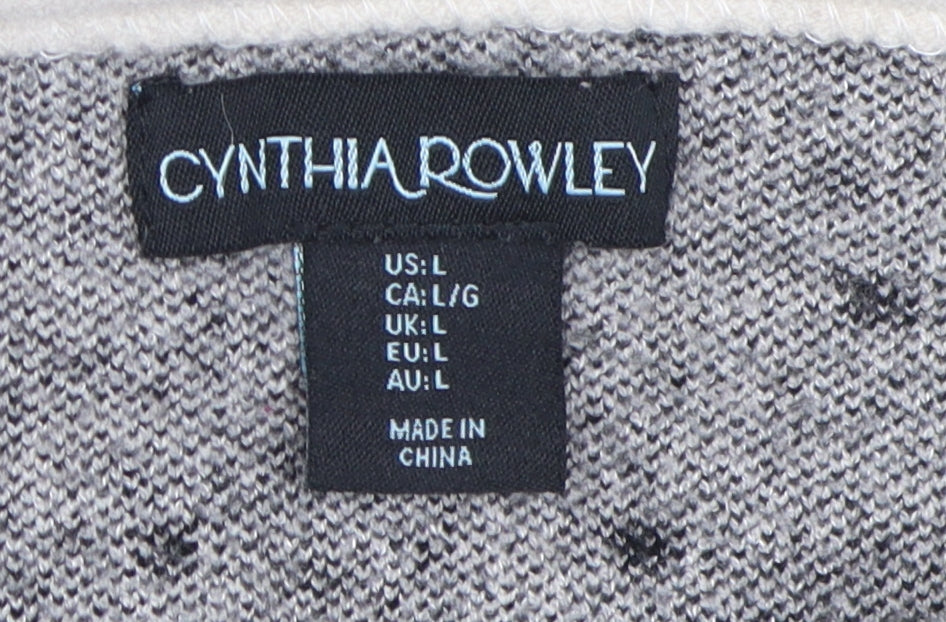 CYNTHIA ROWLEY
US: L
CA: L/G
UK: L
EU: L
AU: L
MADE IN
CHINA